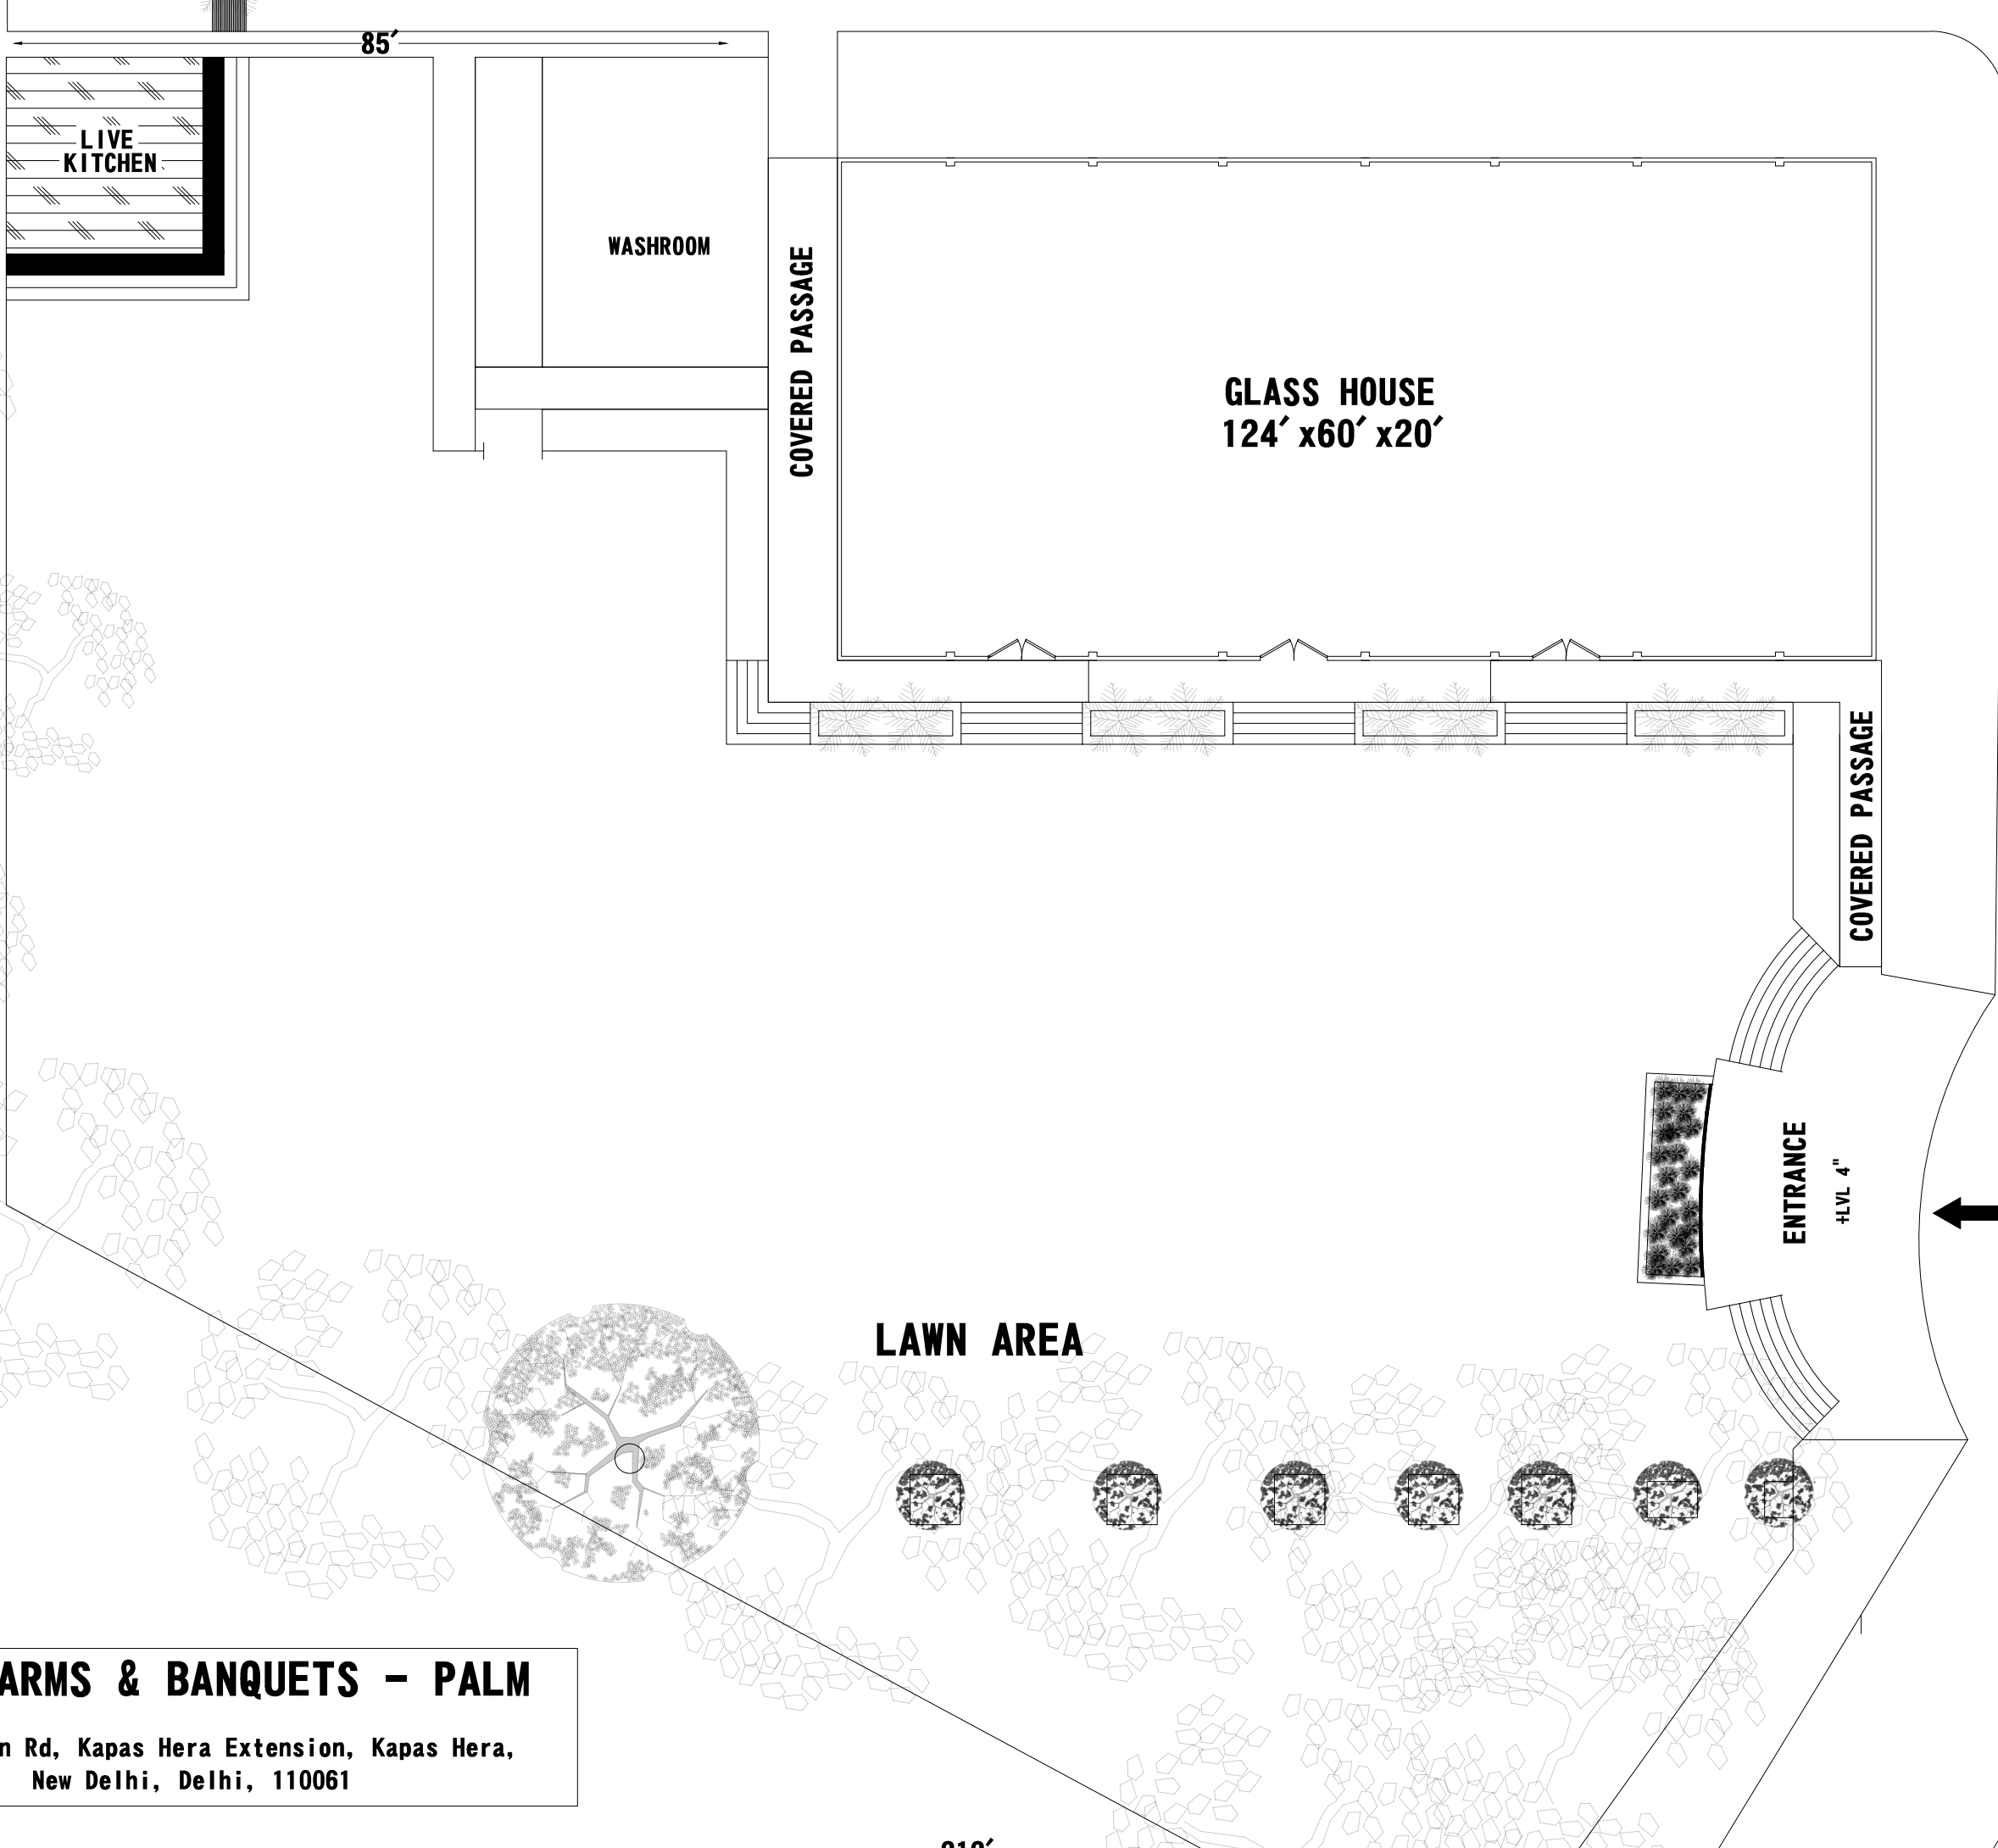 85′
LIVE
KITCHEN
WASHROOM
COVERED PASSAGE
GLASS HOUSE
124′x60′x20′
COVERED PASSAGE
ENTRANCE
+LVL 4"
LAWN AREA
ARMS & BANQUETS - PALM
n Rd, Kapas Hera Extension, Kapas Hera,
New Delhi, Delhi, 110061